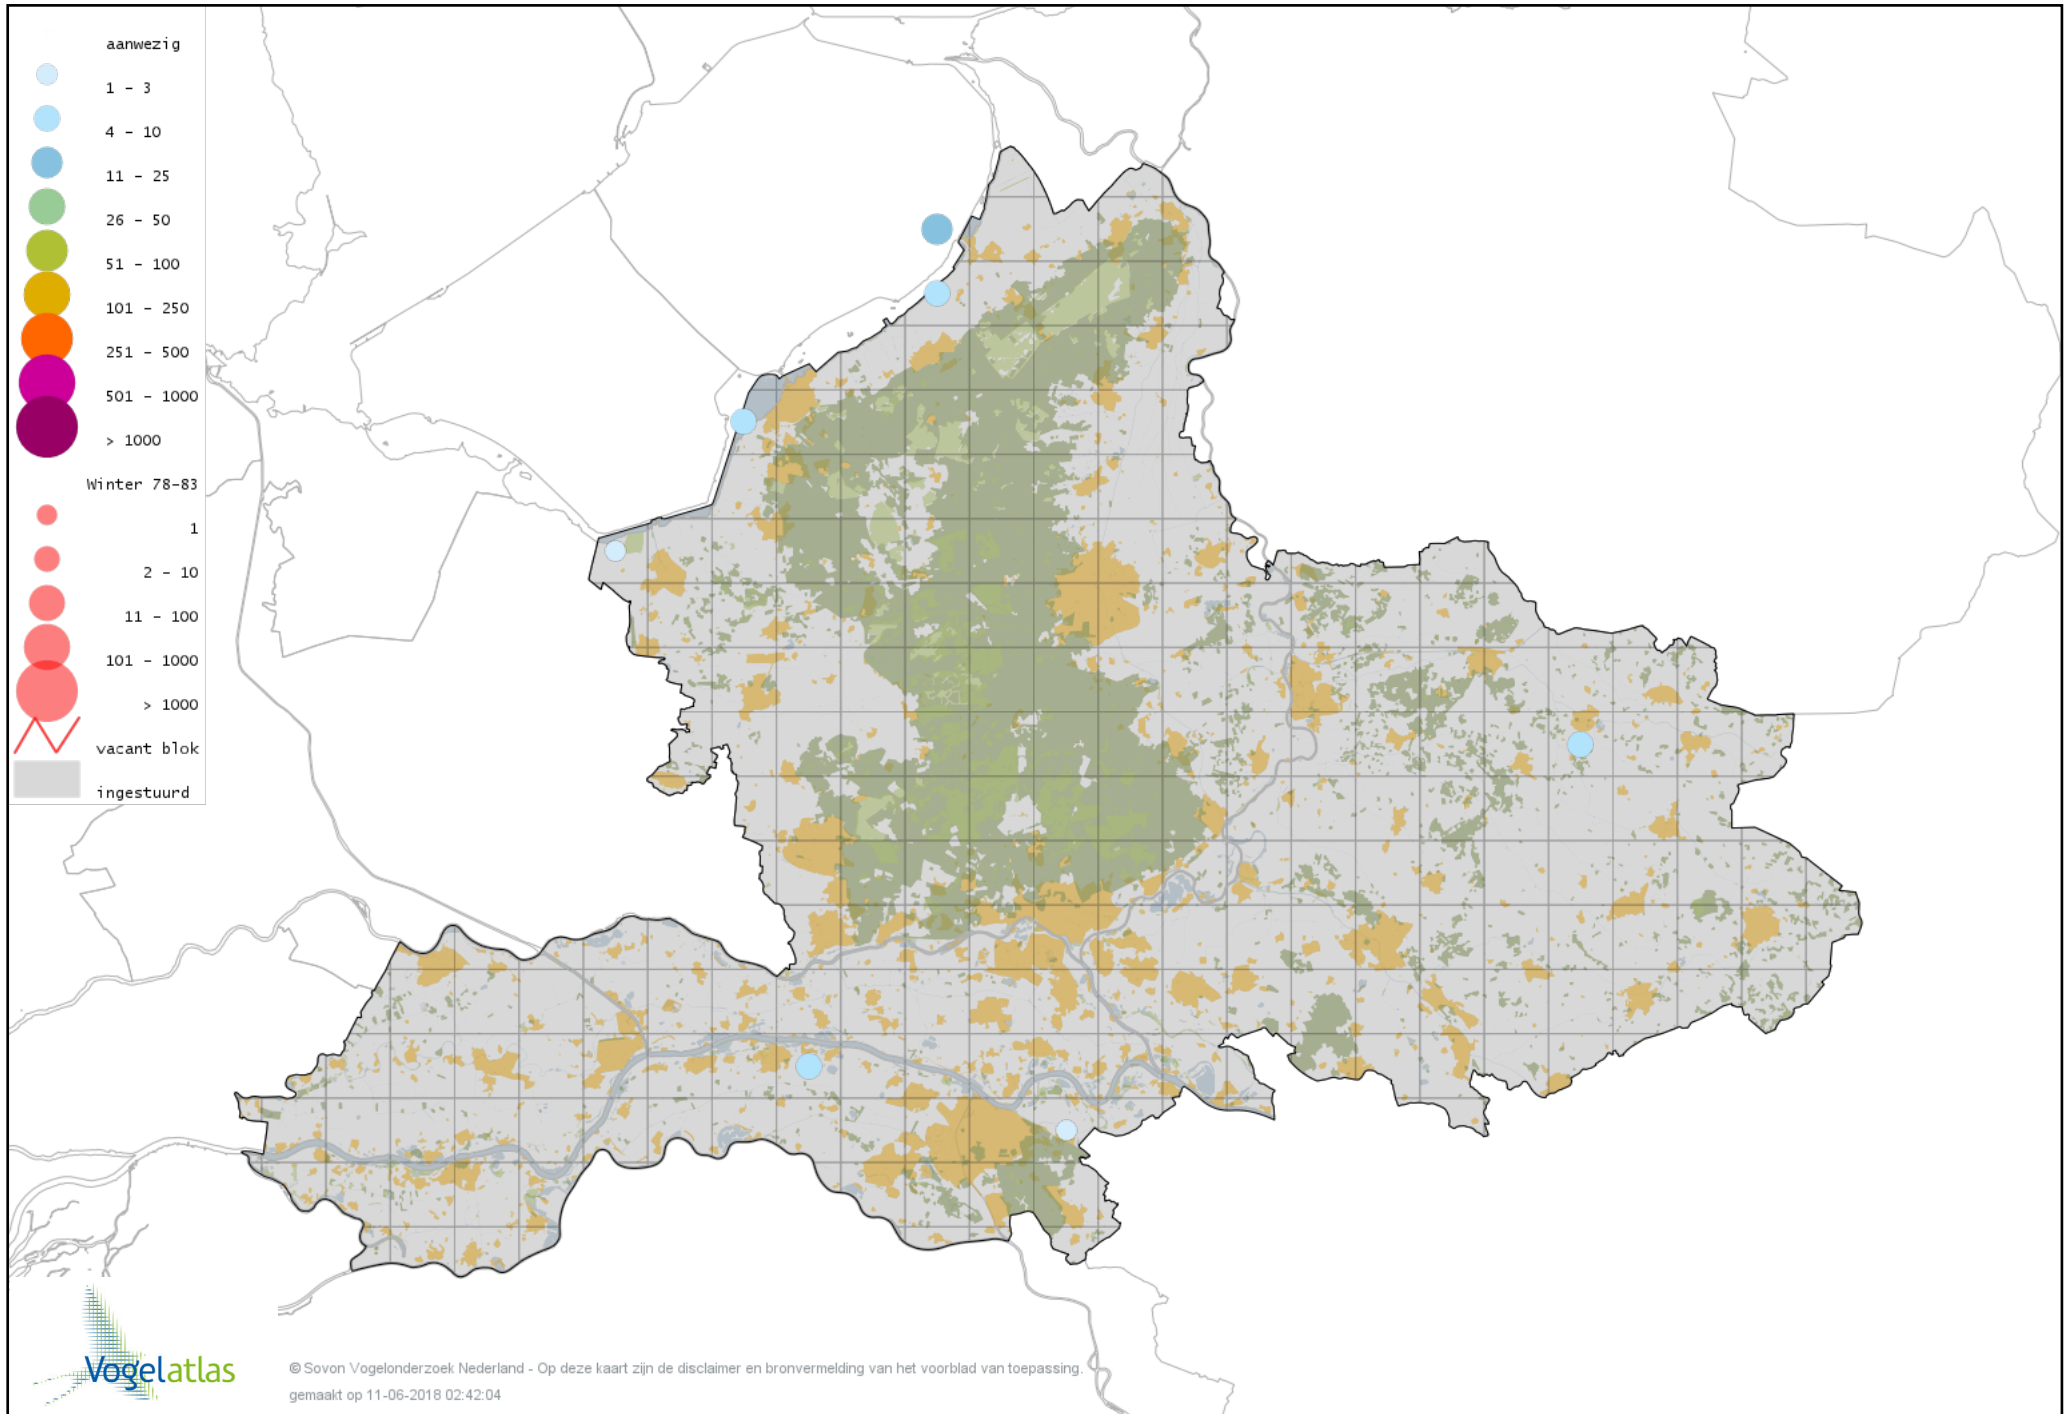 aanwezig
1 - 3
4 - 10
11 - 25
26 - 50
51 - 100
101 - 250
251 - 500
501 - 1000
> 1000
Winter 78-83
1
2 - 10
11 - 100
101 - 1000
> 1000
vacant blok
ingestuurd
Vogelatlas
© Sovon Vogelonderzoek Nederland - Op deze kaart zijn de disclaimer en bronvermelding van het voorblad van toepassing.
gemaakt op 11-06-2018 02:42:04